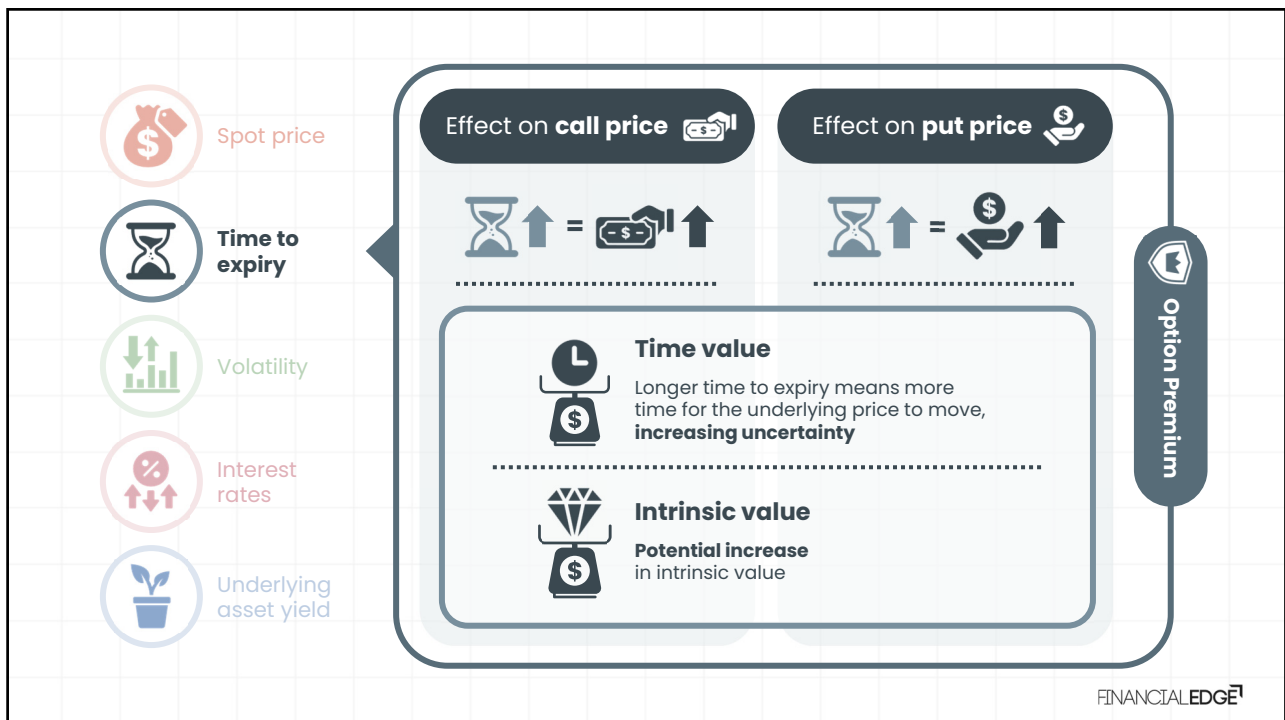 Spot price
Time to
expiry
Volatility
Interest
rates
Underlying
asset yield
Effect on call price
Effect on put price
=
=
Time value
Longer time to expiry means more
time for the underlying price to move,
increasing uncertainty
Intrinsic value
Potential increase
in intrinsic value
Option Premium
FINANCIALEDGE